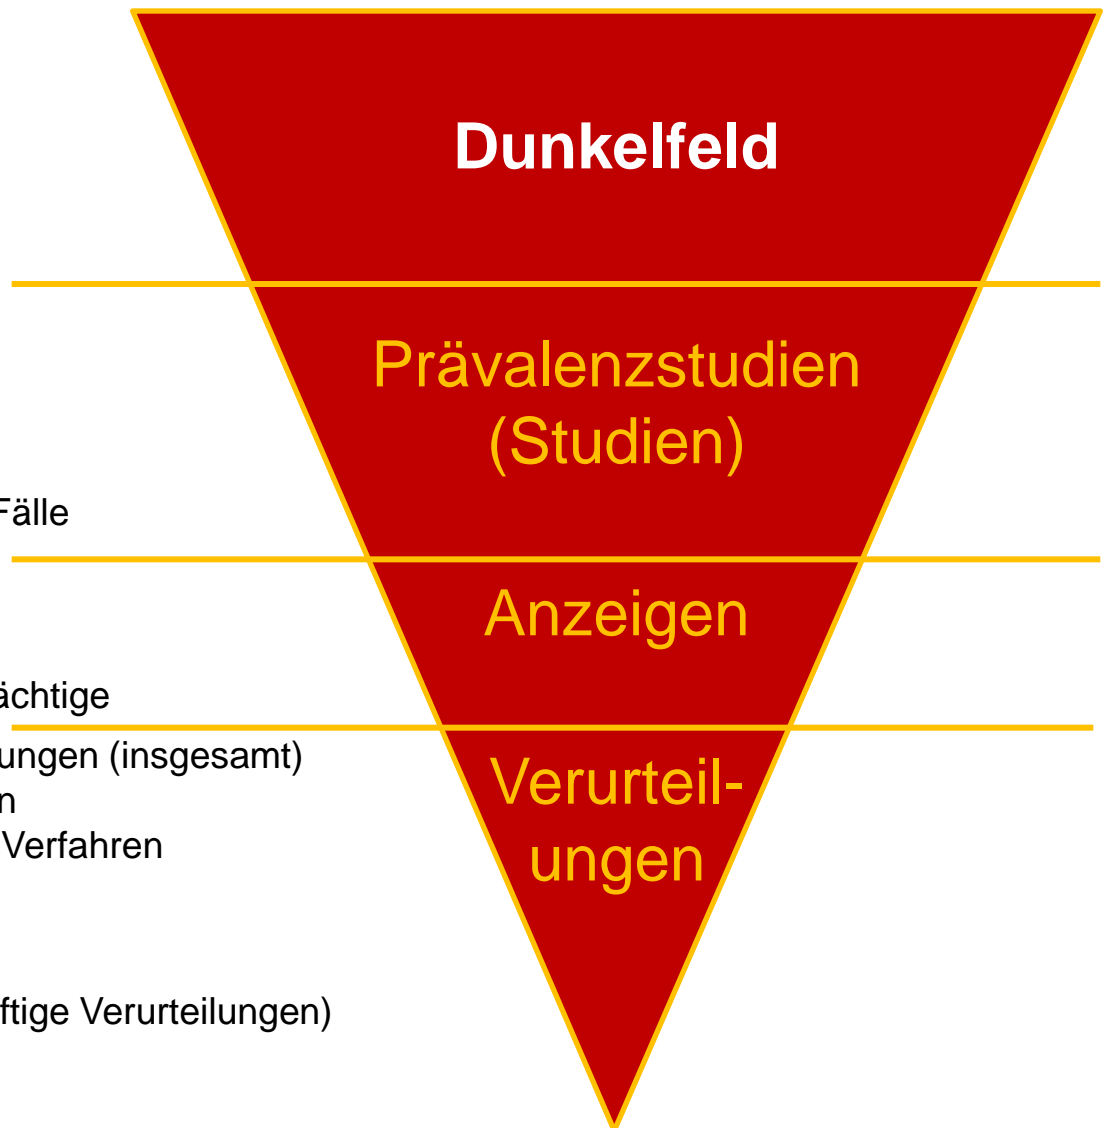 Dunkelfeld
Prävalenzstudien
(Studien)
Fälle
Anzeigen
ächtige
ungen (insgesamt)
n
Verfahren
Verurteil-
ungen
ftige Verurteilungen)